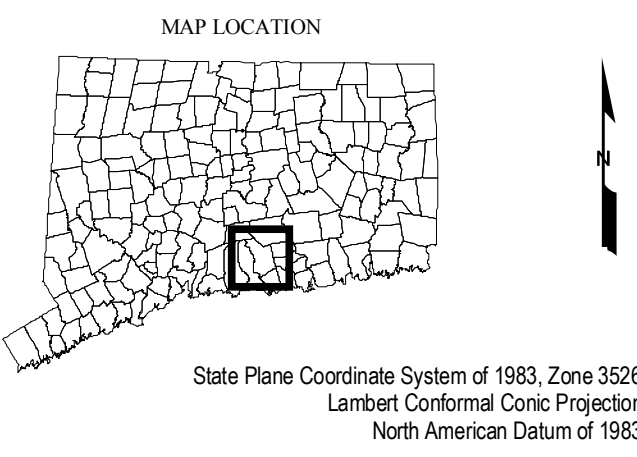 MAP LOCATION
N
State Plane Coordinate System of 1983, Zone 3526
Lambert Conformal Conic Projection
North American Datum of 1983